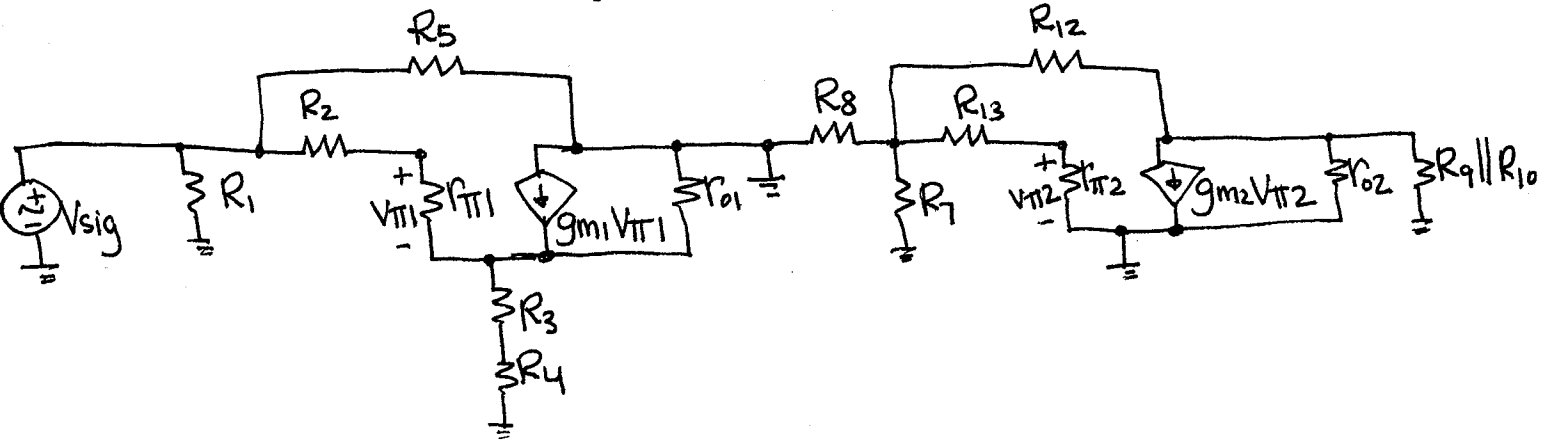 R5
R12
R2
R8
R13
Vsig
R1
+
Vπ1
-
rπ1
gm1Vπ1
ro1
R7
+
Vπ2
-
rπ2
gm2Vπ2
ro2
R9||R10
R3
R4